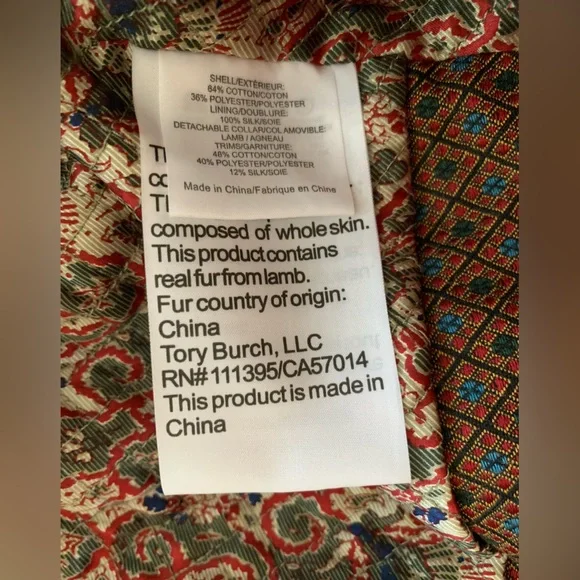 SHELL/EXTÉRIEUR:
64% COTTON/COTON
36% POLYESTER/POLYESTER
LINING/DOUBLURE:
100% SILK/SOIE
DETACHABLE COLLAR/COLAMOVIBLE:
LAMB / AGNEAU
TRIMS/GARNITURE:
48% COTTON/COTON
40% POLYESTER/POLYESTER
12% SILK/SOIE
Made in China/Fabrique en Chine
composed of whole skin.
This product contains
real fur from lamb.
Fur country of origin:
China
Tory Burch, LLC
RN# 111395/CA57014
This product is made in
China